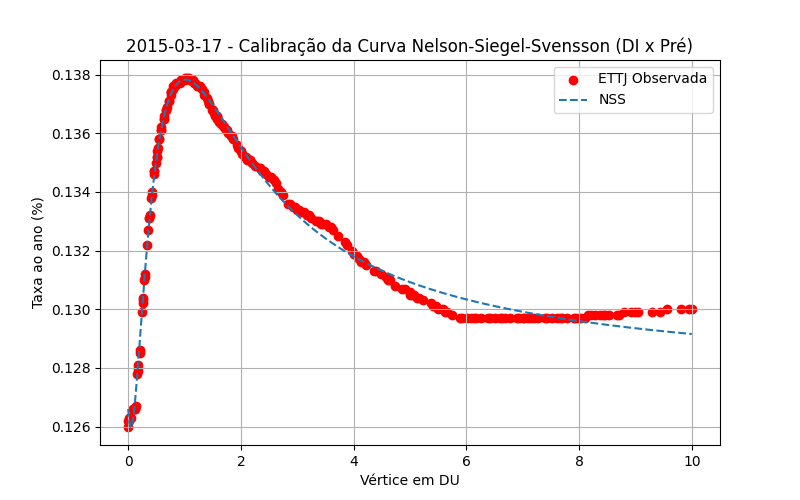 2015-03-17 - Calibração da Curva Nelson-Siegel-Svensson (DI x Pré)
ETTJ Observada
NSS
Taxa ao ano (%)
0.138
0.136
0.134
0.132
0.130
0.128
0.126
0 2 4 6 8 10
Vértice em DU